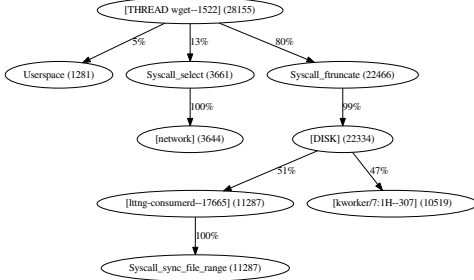 [THREAD wget--1522] (28155)
5%
13%
80%
Userspace (1281)
Syscall_select (3661)
Syscall_ftruncate (22466)
100%
99%
[network] (3644)
[DISK] (22334)
51%
47%
[lttng-consumerd--17665] (11287)
[kworker/7:1H--307] (10519)
100%
Syscall_sync_file_range (11287)